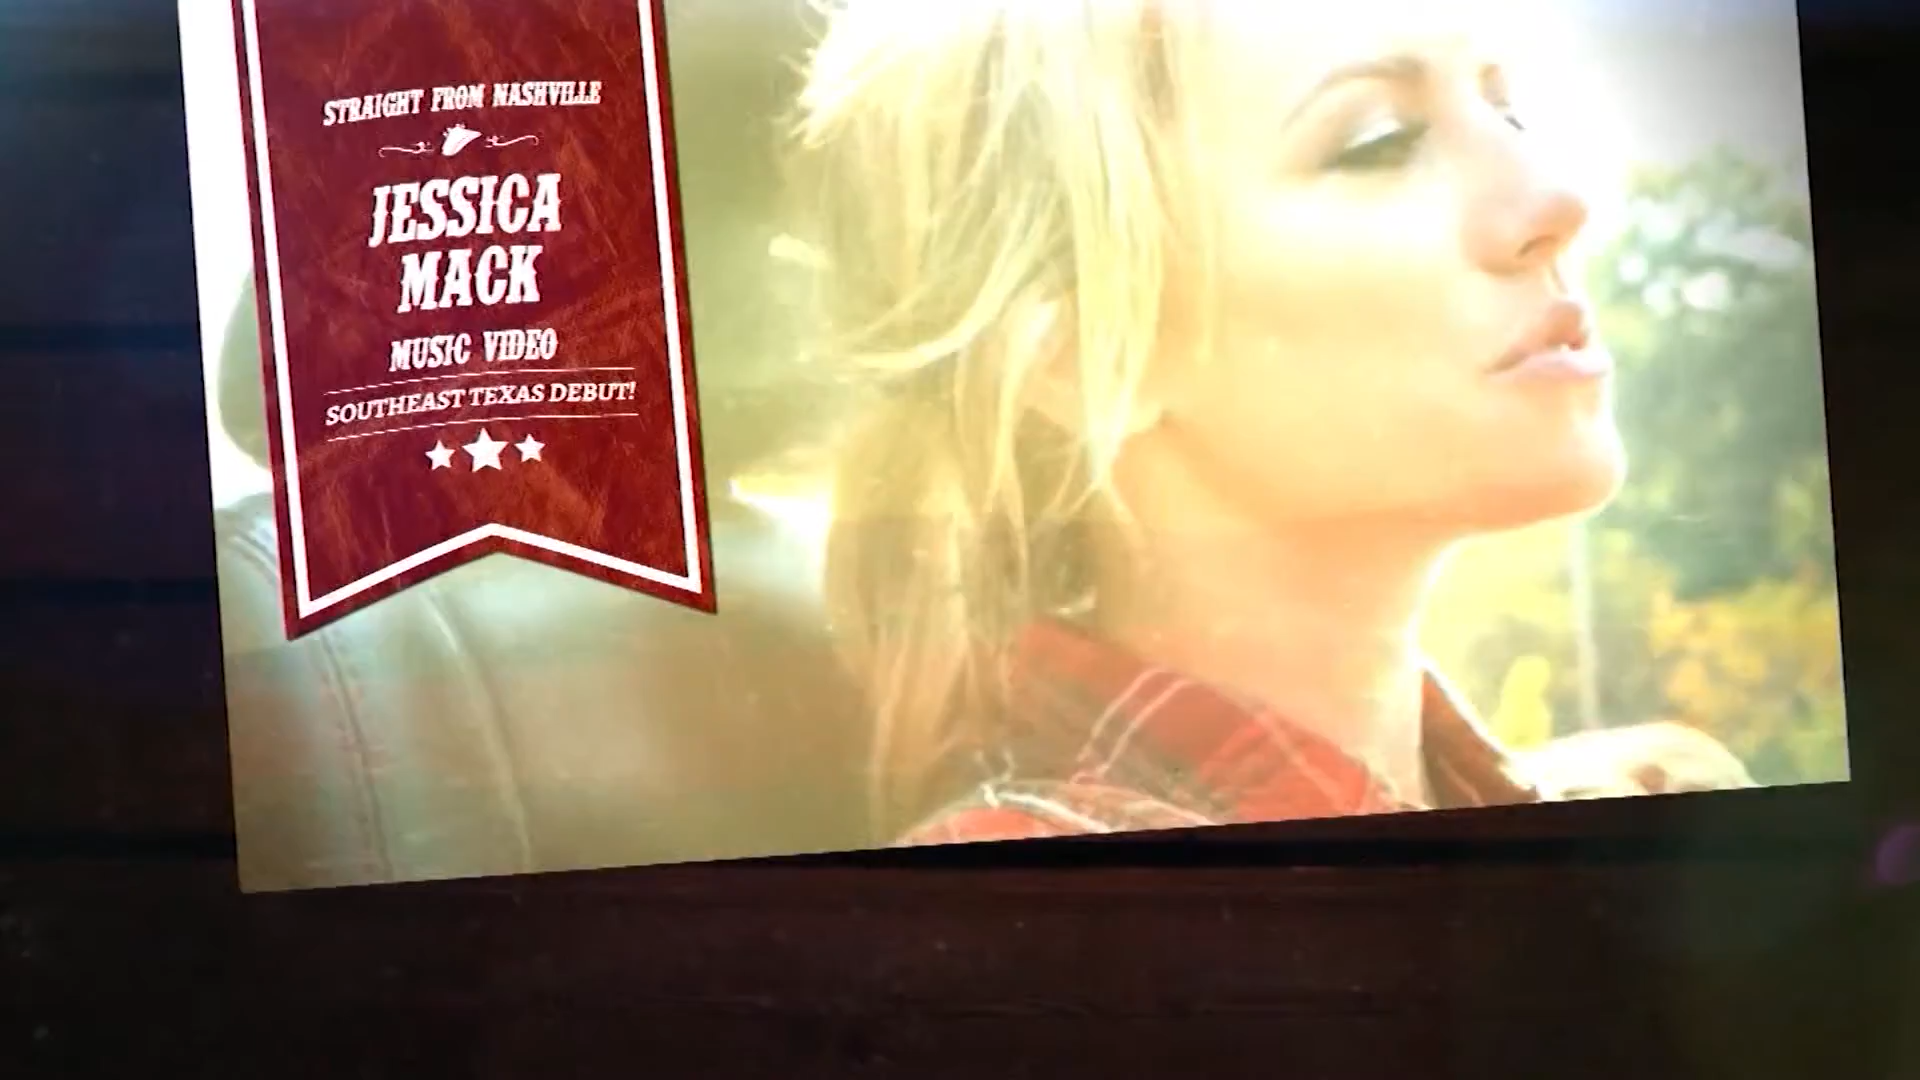 STRAIGHT FROM NASHVILLE
JESSICA
MACK
MUSIC VIDEO
SOUTHEAST TEXAS DEBUT!